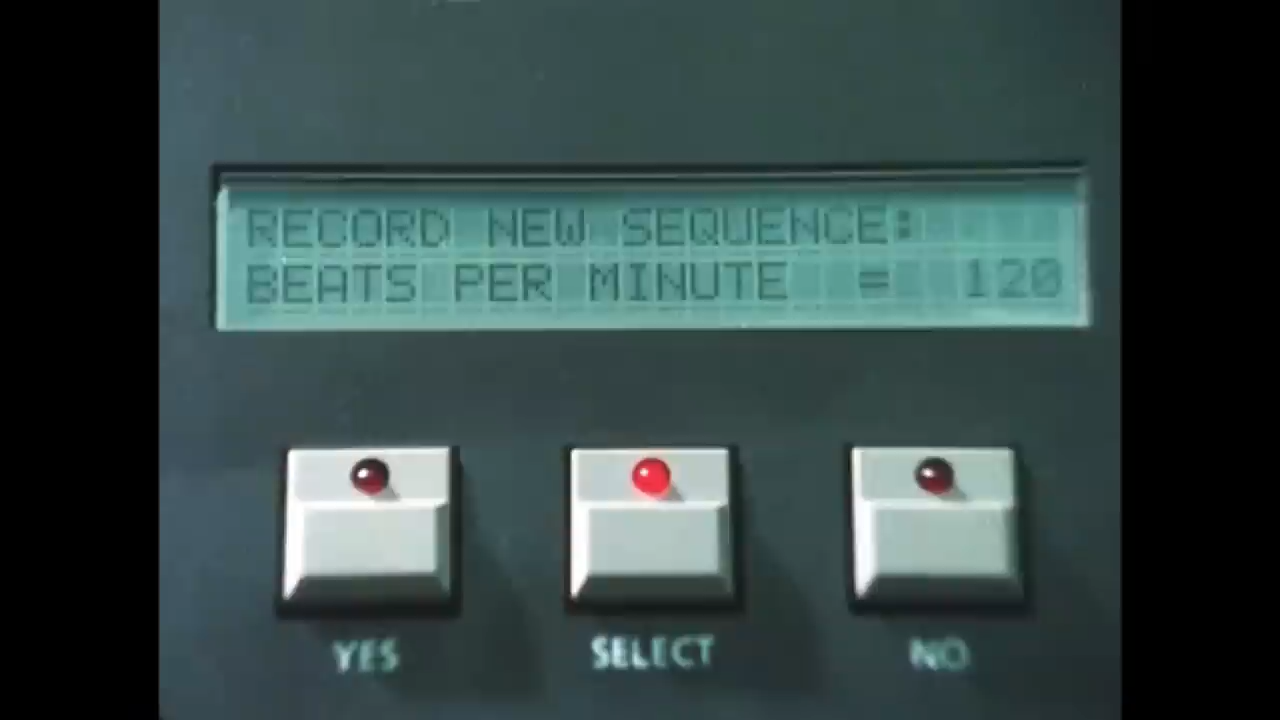 RECORD NEW SEQUENCE:
BEATS PER MINUTE = 120
YES
SELECT
NO